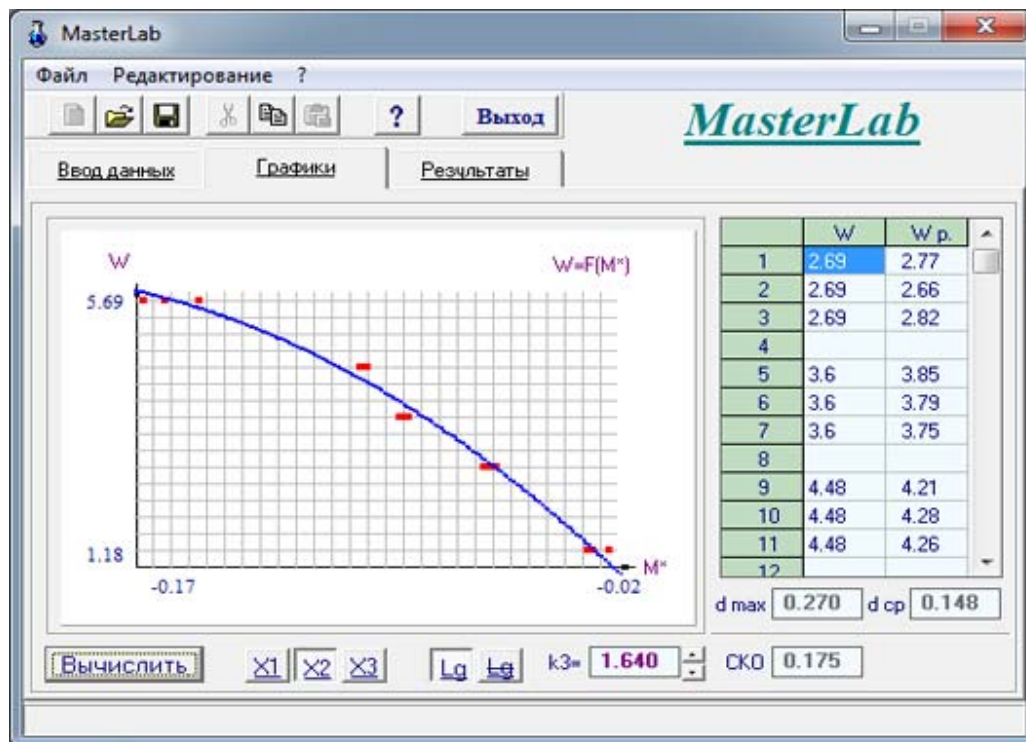 MasterLab
Файл Редактирование ?
? Выход
MasterLab
Ввод данных Графики Результаты
W W=F(M*)
5.69
1.18
M*
-0.17 -0.02
W W р.
1 2.69 2.77
2 2.69 2.66
3 2.69 2.82
4
5 3.6 3.85
6 3.6 3.79
7 3.6 3.75
8
9 4.48 4.21
10 4.48 4.28
11 4.48 4.26
12
d max 0.270 d ср 0.148
Вычислить X1 X2 X3 Lg Lg k3= 1.640 СКО 0.175